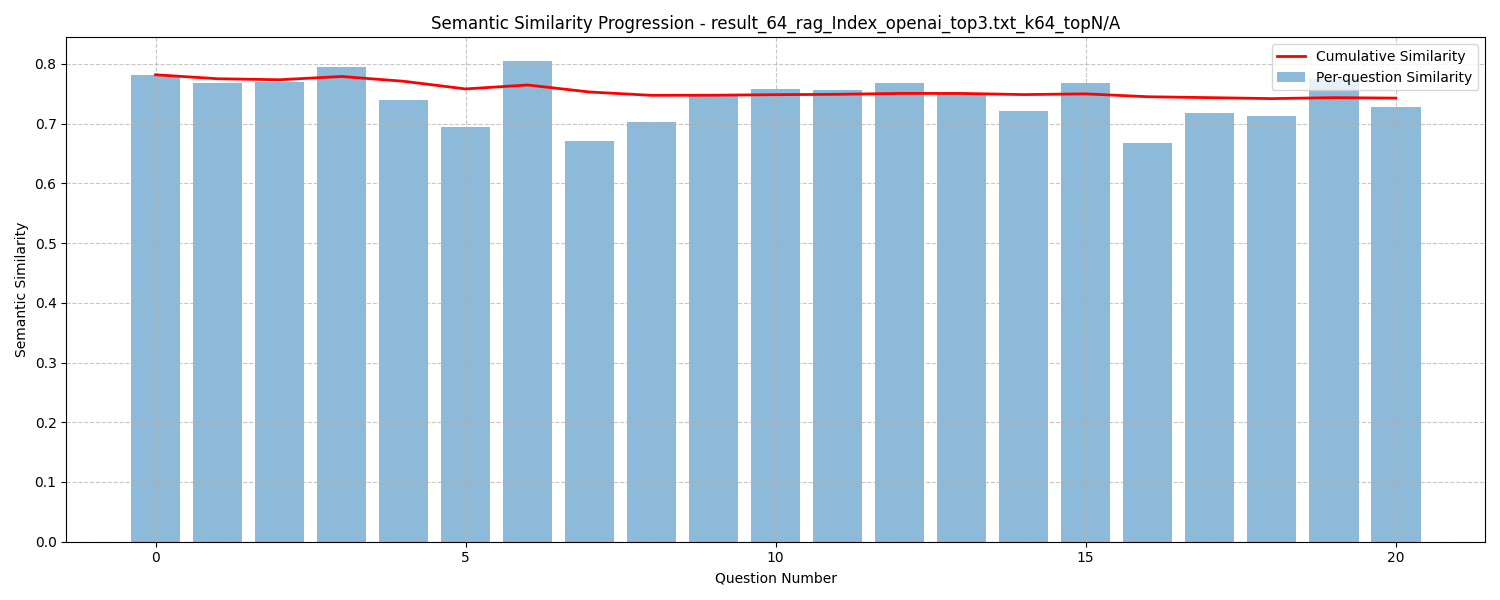 Semantic Similarity Progression - result_64_rag_Index_openai_top3.txt_k64_topN/A
Cumulative Similarity
Per-question Similarity
Semantic Similarity
0.8
0.7
0.6
0.5
0.4
0.3
0.2
0.1
0.0
0 5 10 15 20
Question Number